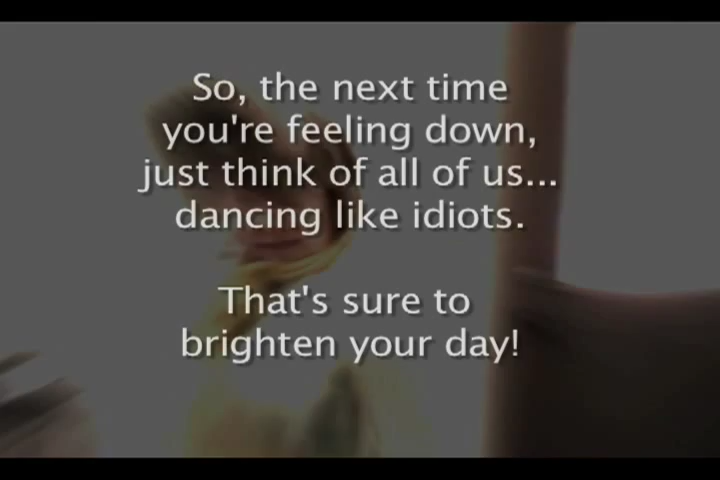 So, the next time
you're feeling down,
just think of all of us...
dancing like idiots.
That's sure to
brighten your day!